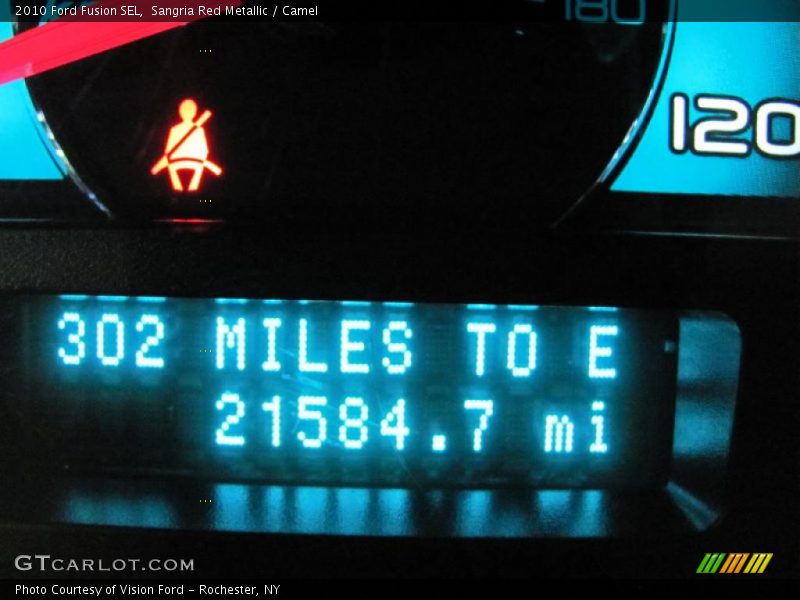 2010 Ford Fusion SEL, Sangria Red Metallic / Camel
180
120
302 MILES TO E
21584.7 mi
GTCARLOT.COM
Photo Courtesy of Vision Ford - Rochester, NY